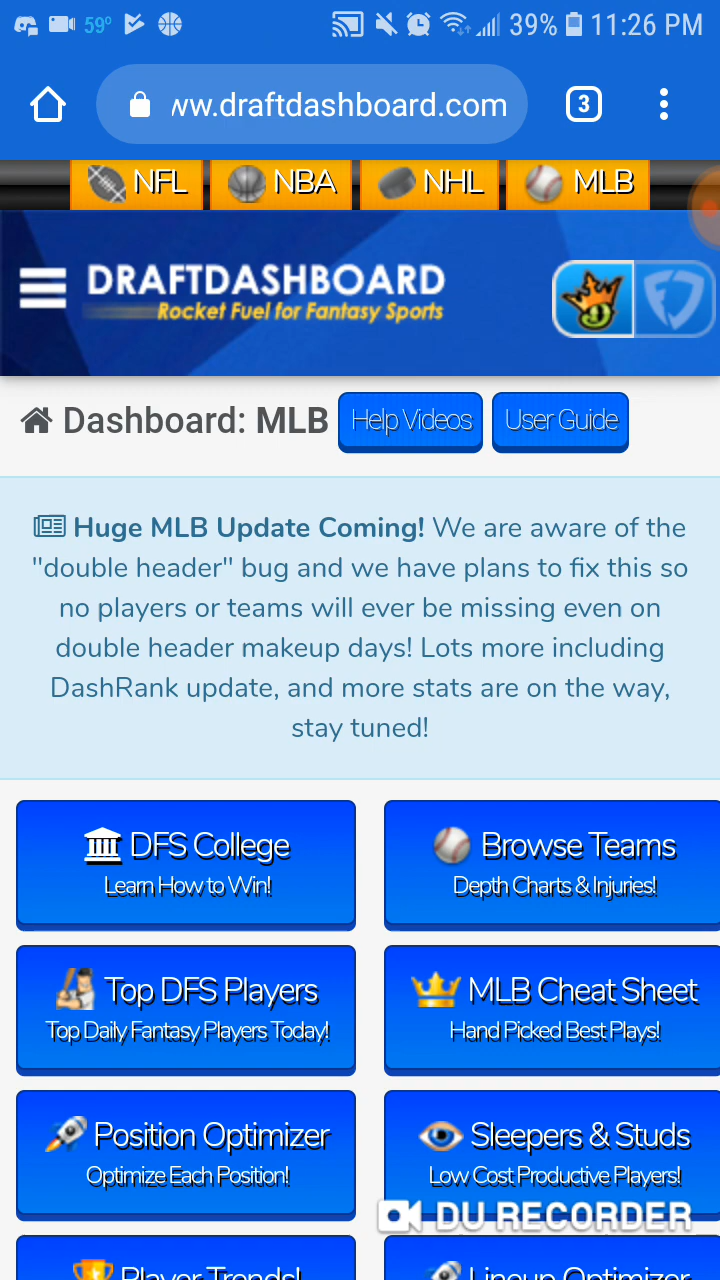 59° 39% 11:26 PM
ww.draftdashboard.com 3
NFL NBA NHL MLB
DRAFTDASHBOARD
Rocket Fuel for Fantasy Sports
Dashboard: MLB Help Videos User Guide
Huge MLB Update Coming! We are aware of the
"double header" bug and we have plans to fix this so
no players or teams will ever be missing even on
double header makeup days! Lots more including
DashRank update, and more stats are on the way,
stay tuned!
DFS College
Learn How to Win!
Browse Teams
Depth Charts & Injuries!
Top DFS Players
Top Daily Fantasy Players Today!
MLB Cheat Sheet
Hand Picked Best Plays!
Position Optimizer
Optimize Each Position!
Sleepers & Studs
Low Cost Productive Players!
DU RECORDER
Player Trends!
Lineup Optimizer